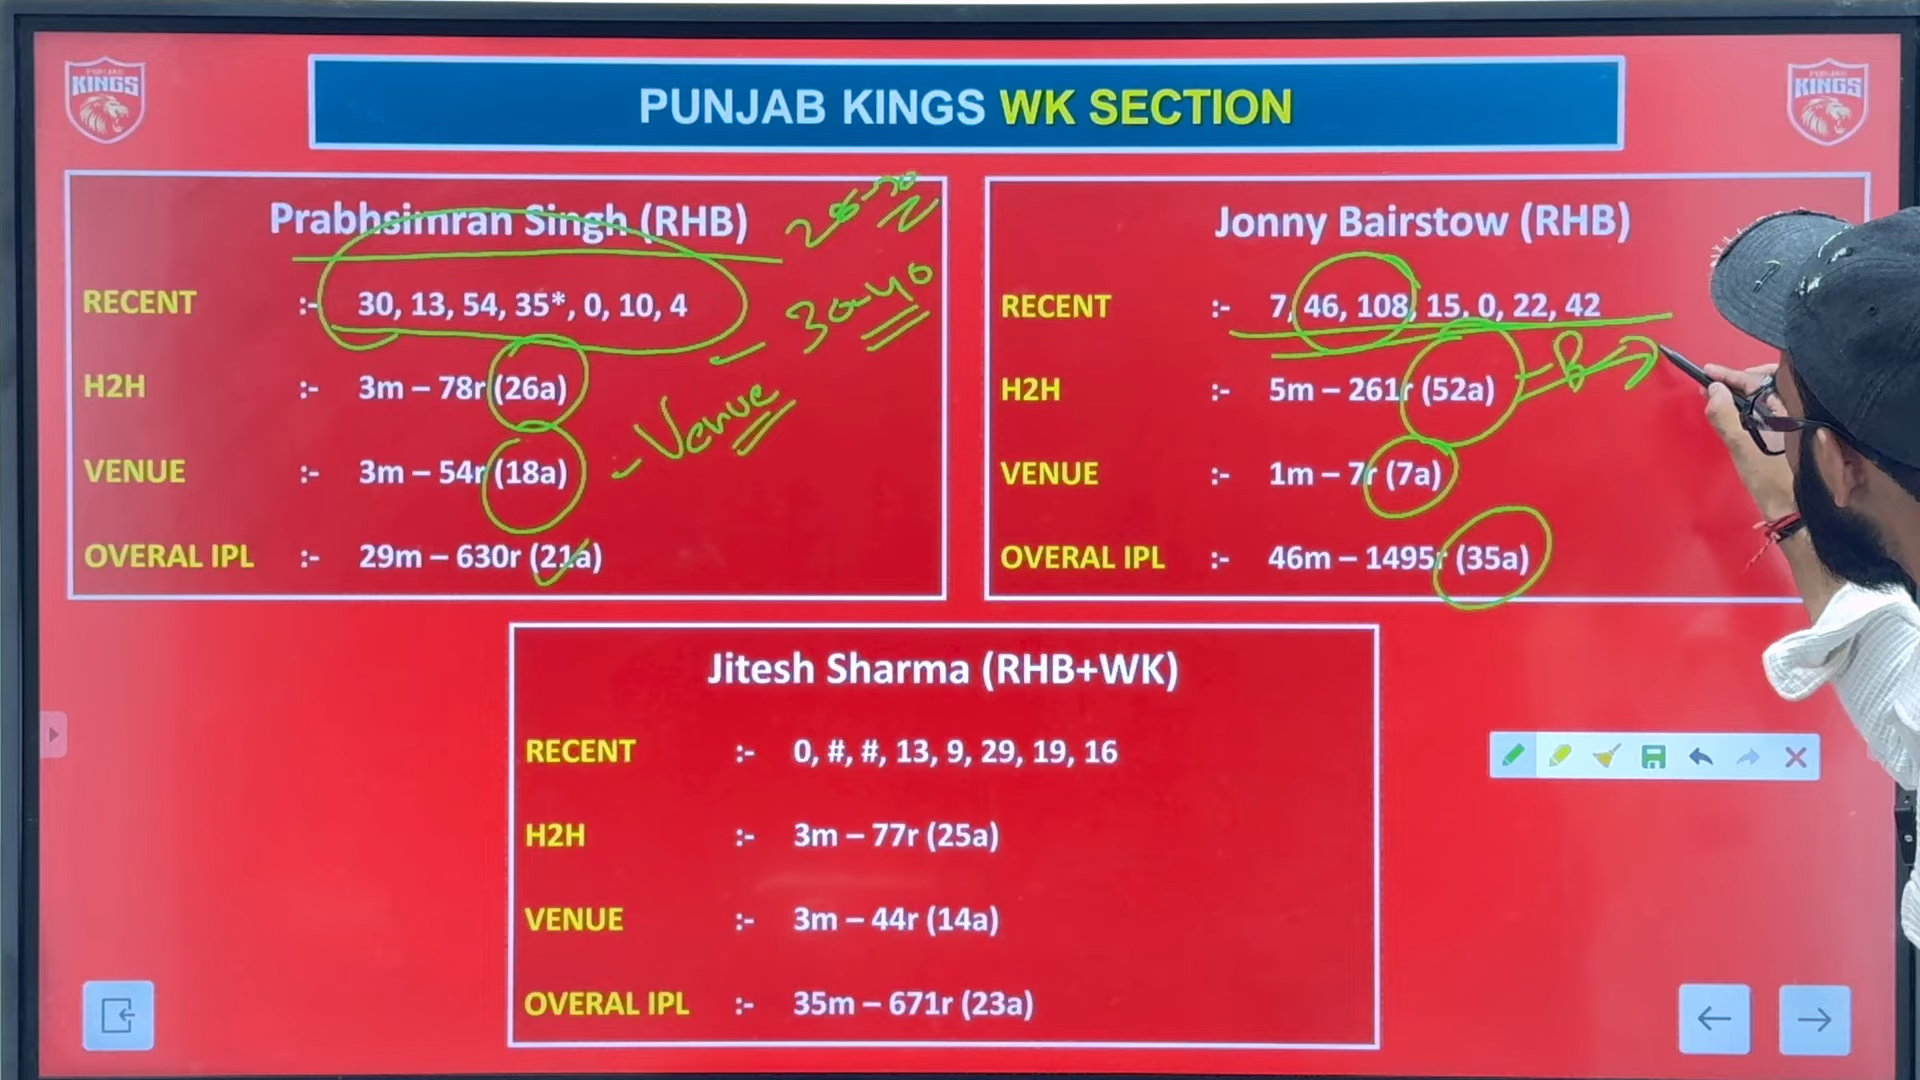 PUNJAB
KINGS
PUNJAB KINGS WK SECTION
PUNJAB
KINGS
Prabhsimran Singh (RHB)
RECENT :- 30, 13, 54, 35*, 0, 10, 4
H2H :- 3m – 78r (26a)
VENUE :- 3m – 54r (18a)
OVERAL IPL :- 29m – 630r (21a)
30-40
- Venue
Jonny Bairstow (RHB)
RECENT :- 7, 46, 108, 15, 0, 22, 42
H2H :- 5m – 261r (52a)
VENUE :- 1m – 7r (7a)
OVERAL IPL :- 46m – 1495r (35a)
Jitesh Sharma (RHB+WK)
RECENT :- 0, #, #, 13, 9, 29, 19, 16
H2H :- 3m – 77r (25a)
VENUE :- 3m – 44r (14a)
OVERAL IPL :- 35m – 671r (23a)